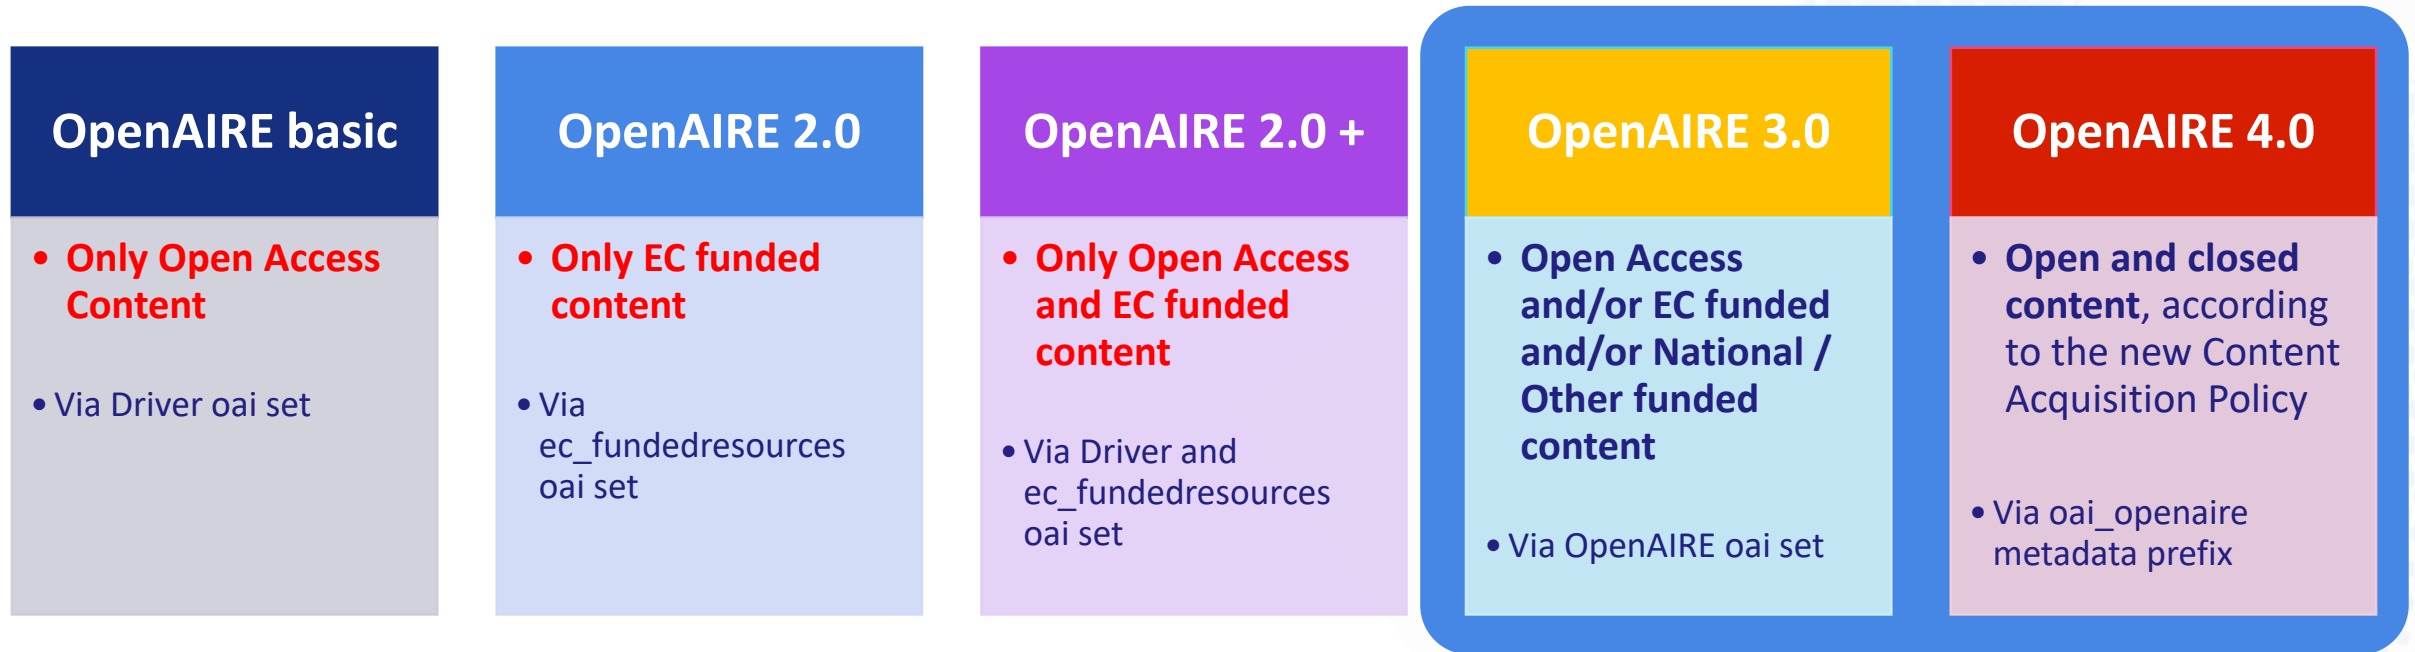 OpenAIRE basic
• Only Open Access
Content
• Via Driver oai set
OpenAIRE 2.0
• Only EC funded
content
• Via
ec_fundedresources
oai set
OpenAIRE 2.0 +
• Only Open Access
and EC funded
content
• Via Driver and
ec_fundedresources
oai set
OpenAIRE 3.0
• Open Access
and/or EC funded
and/or National /
Other funded
content
• Via OpenAIRE oai set
OpenAIRE 4.0
• Open and closed
content, according
to the new Content
Acquisition Policy
• Via oai_openaire
metadata prefix